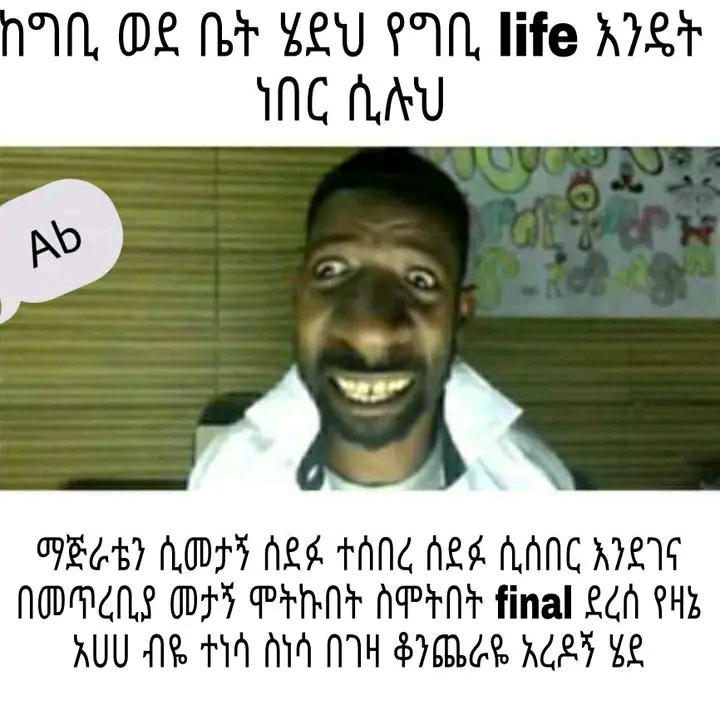 ከግቢ ወደ ቤት ሄደህ የግቢ life እንዴት
ነበር ሲሉህ
Ab
ማጅራቴን ሲመታኝ ሰደፉ ተሰበረ ሰደፉ ሲሰበር እንደገና
በመጥረቢያ መታኝ ሞትኩበት ስሞትበት final ደረሰ የዛኔ
አሀሀ ብዬ ተነሳ ስነሳ በገዛ ቆንጨራዬ አረዶኝ ሄደ